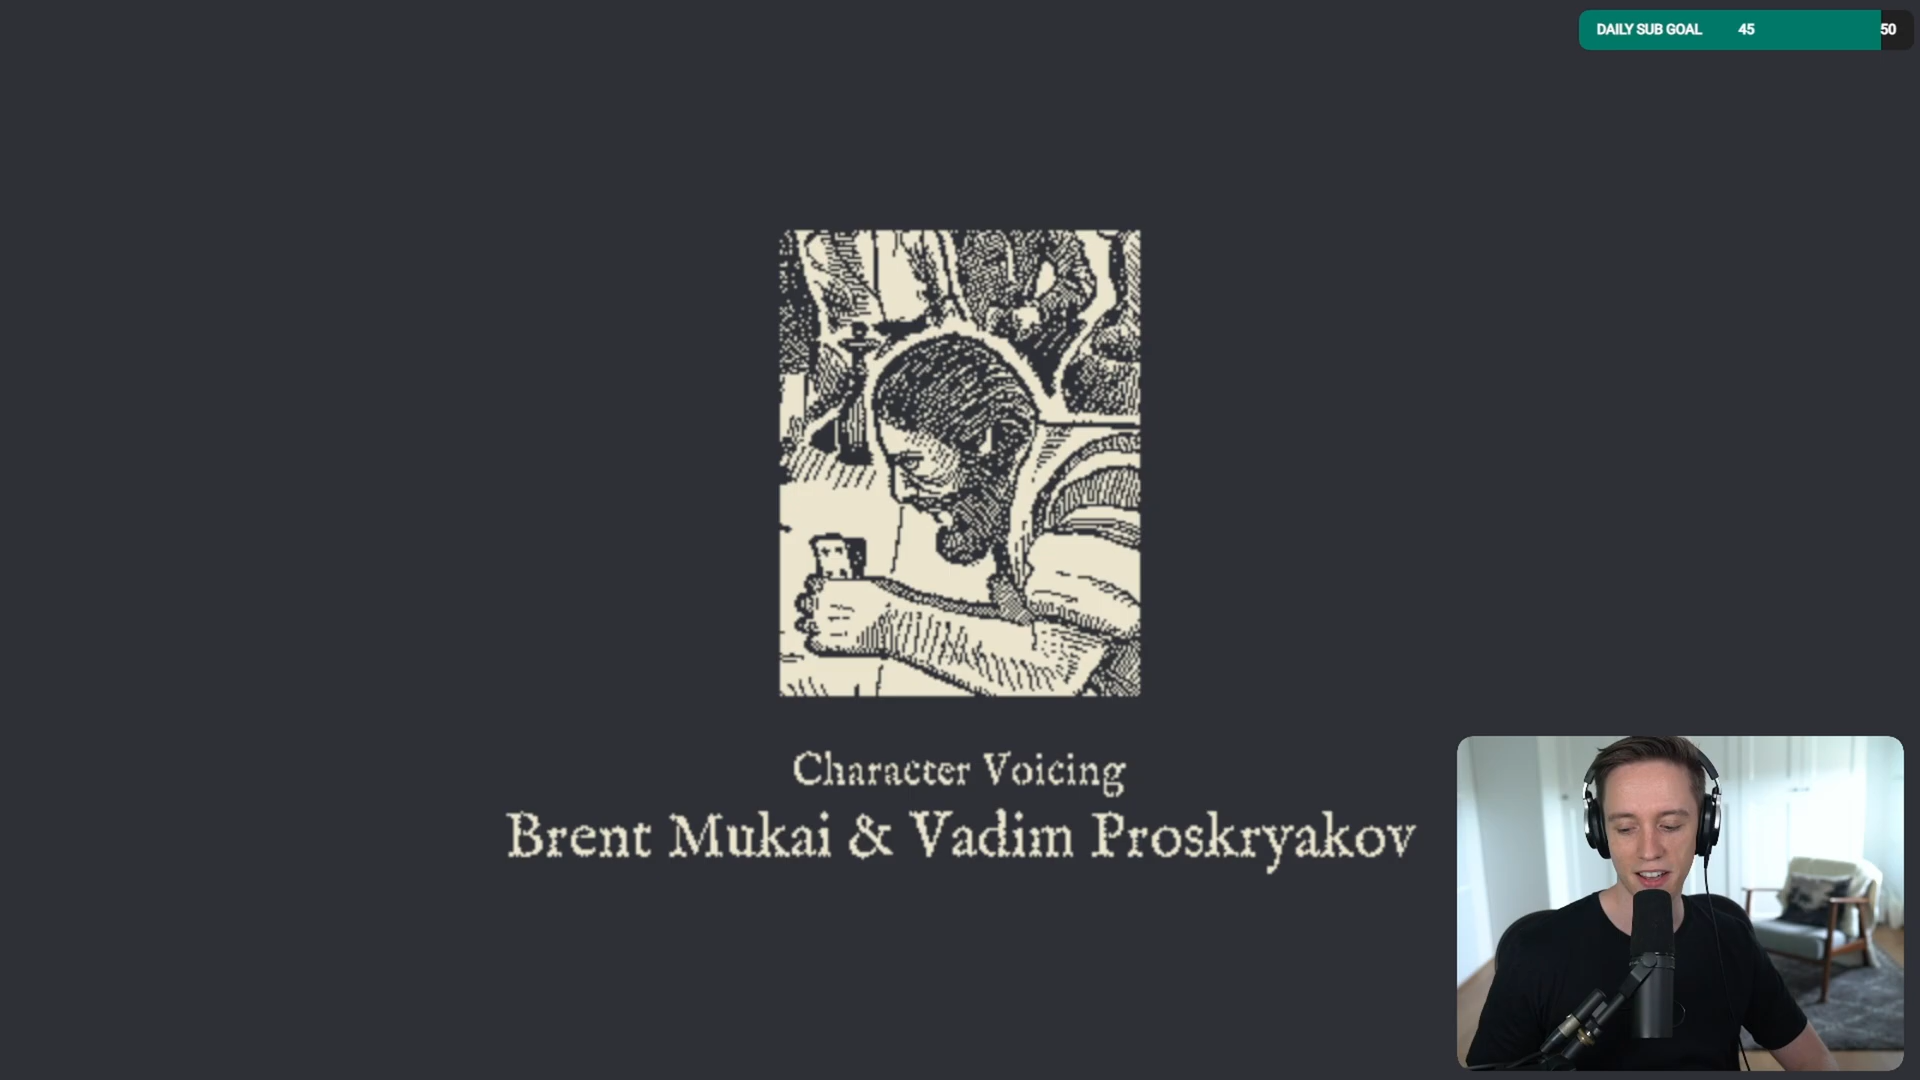 DAILY SUB GOAL 45 50
Character Voicing
Brent Mukai & Vadim Proskryakov